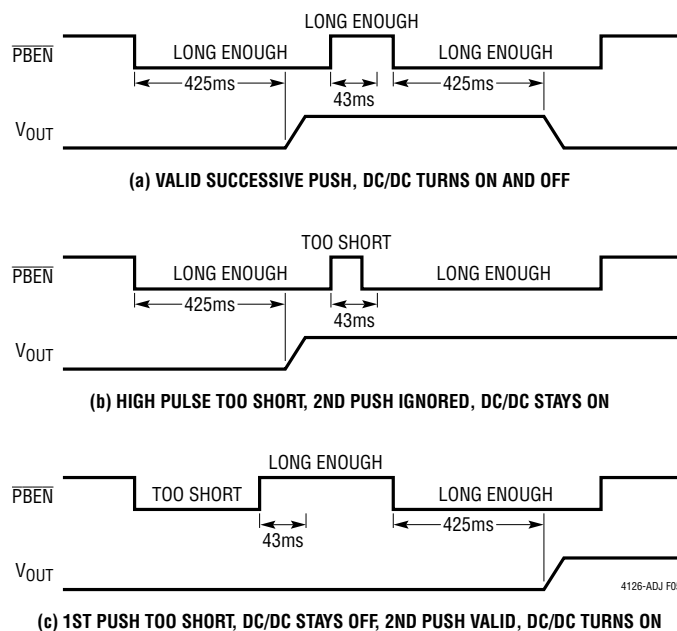 LONG ENOUGH
PBEN
LONG ENOUGH
LONG ENOUGH
425ms
43ms
425ms
VOUT
(a) VALID SUCCESSIVE PUSH, DC/DC TURNS ON AND OFF
TOO SHORT
PBEN
LONG ENOUGH
LONG ENOUGH
425ms
43ms
VOUT
(b) HIGH PULSE TOO SHORT, 2ND PUSH IGNORED, DC/DC STAYS ON
LONG ENOUGH
PBEN
TOO SHORT
LONG ENOUGH
43ms
425ms
VOUT
4126-ADJ F05
(c) 1ST PUSH TOO SHORT, DC/DC STAYS OFF, 2ND PUSH VALID, DC/DC TURNS ON